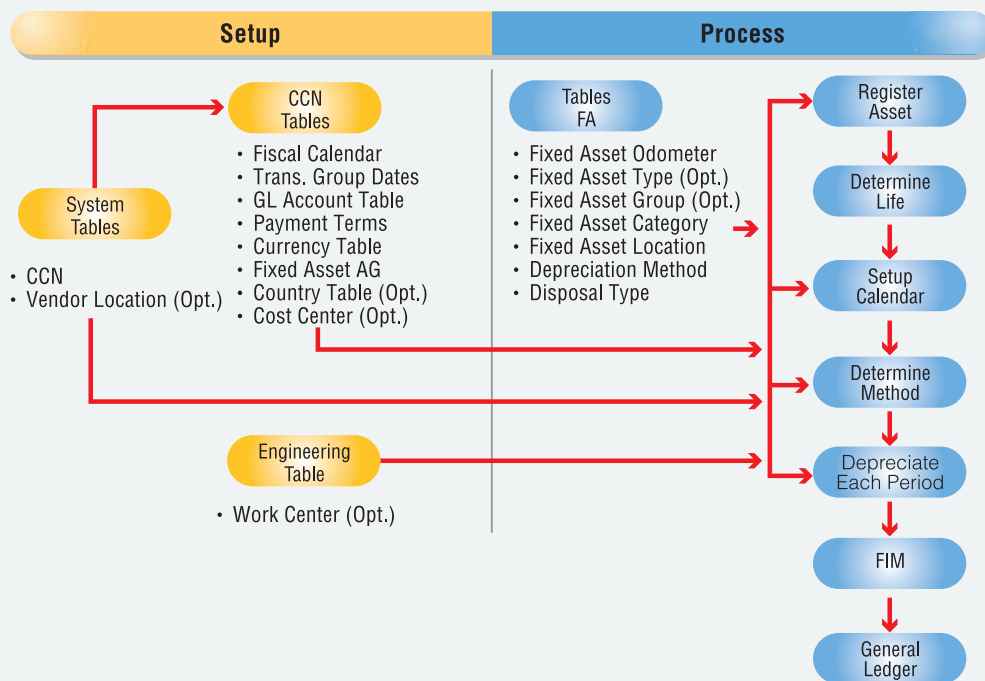 Setup
Process
System
Tables
• CCN
• Vendor Location (Opt.)
CCN
Tables
• Fiscal Calendar
• Trans. Group Dates
• GL Account Table
• Payment Terms
• Currency Table
• Fixed Asset AG
• Country Table (Opt.)
• Cost Center (Opt.)
Engineering
Table
• Work Center (Opt.)
Tables
FA
• Fixed Asset Odometer
• Fixed Asset Type (Opt.)
• Fixed Asset Group (Opt.)
• Fixed Asset Category
• Fixed Asset Location
• Depreciation Method
• Disposal Type
Register
Asset
Determine
Life
Setup
Calendar
Determine
Method
Depreciate
Each Period
FIM
General
Ledger